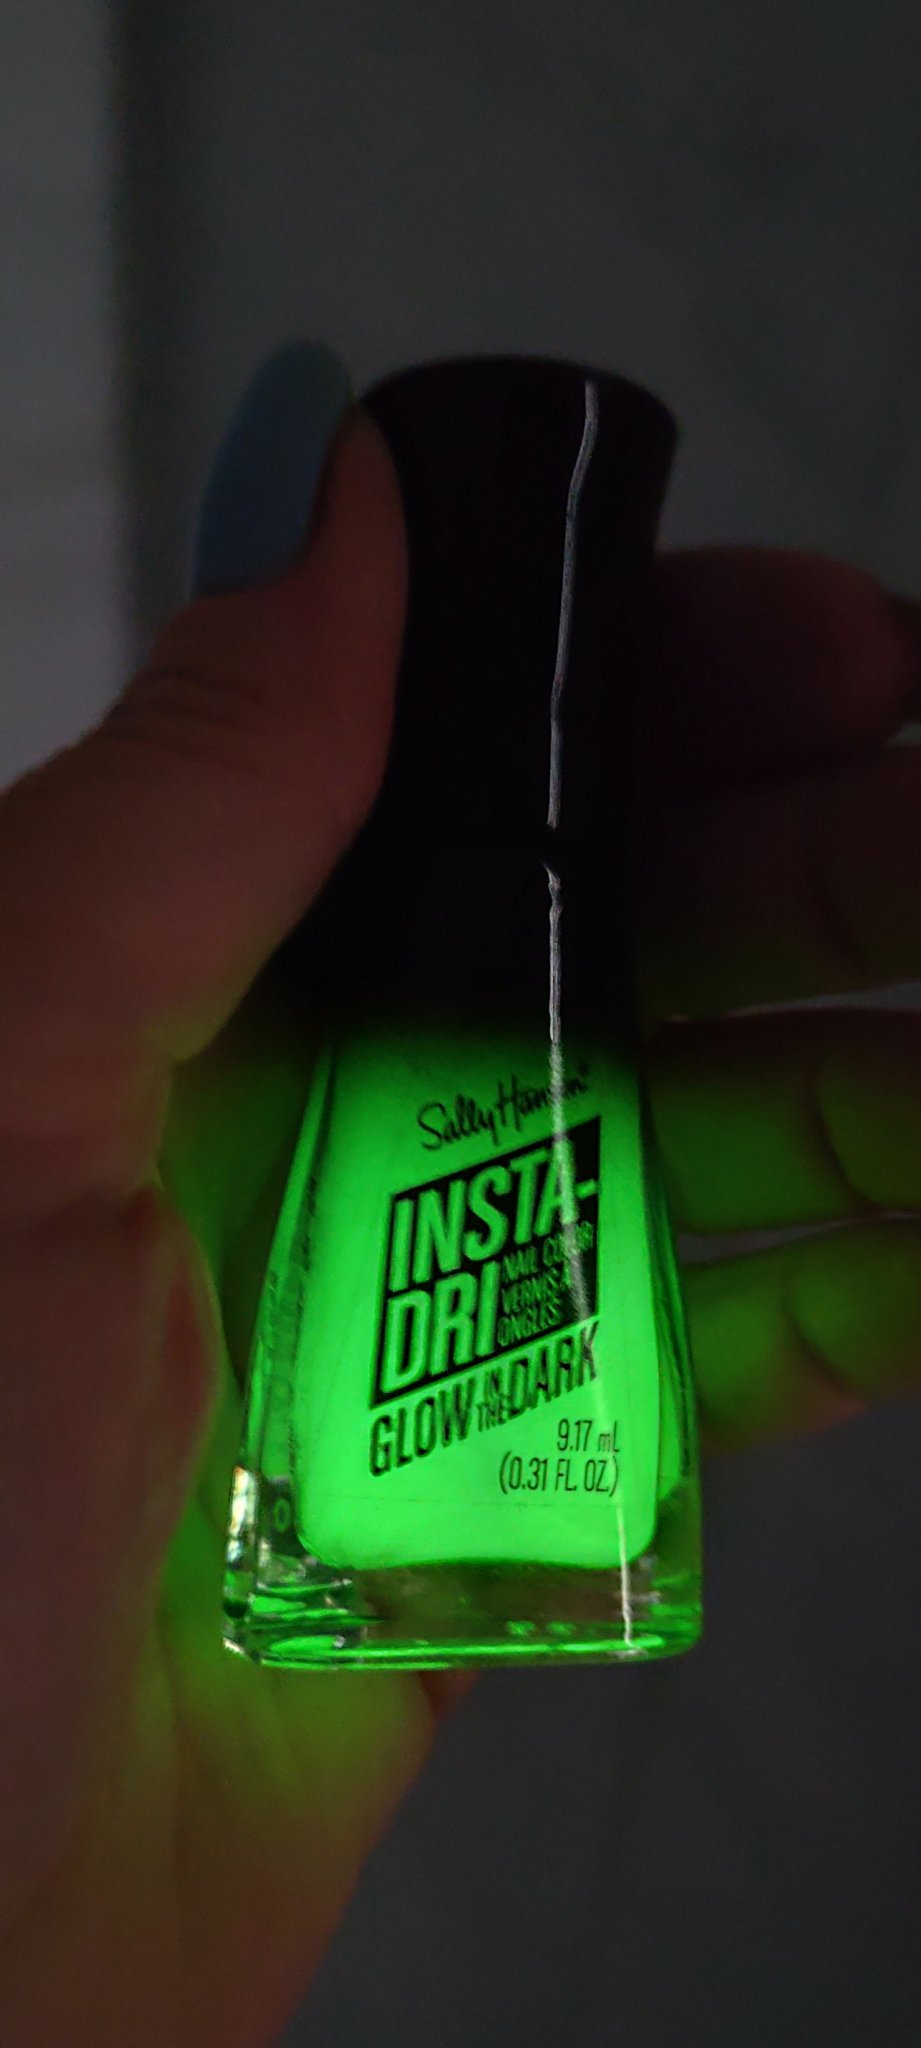 Sally Hansen®
INSTA-
DRI
NAIL COLOR
VERNIS À
ONGLES
GLOW IN THE DARK
9.17 mL
(0.31 FL. OZ.)